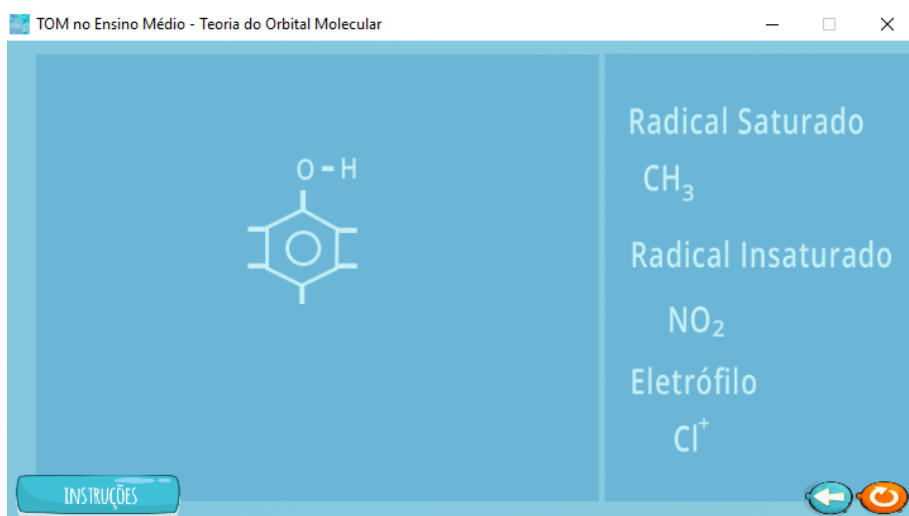 TOM no Ensino Médio - Teoria do Orbital Molecular
O - H
Radical Saturado
CH₃
Radical Insaturado
NO₂
Eletrófilo
Cl⁺
INSTRUÇÕES